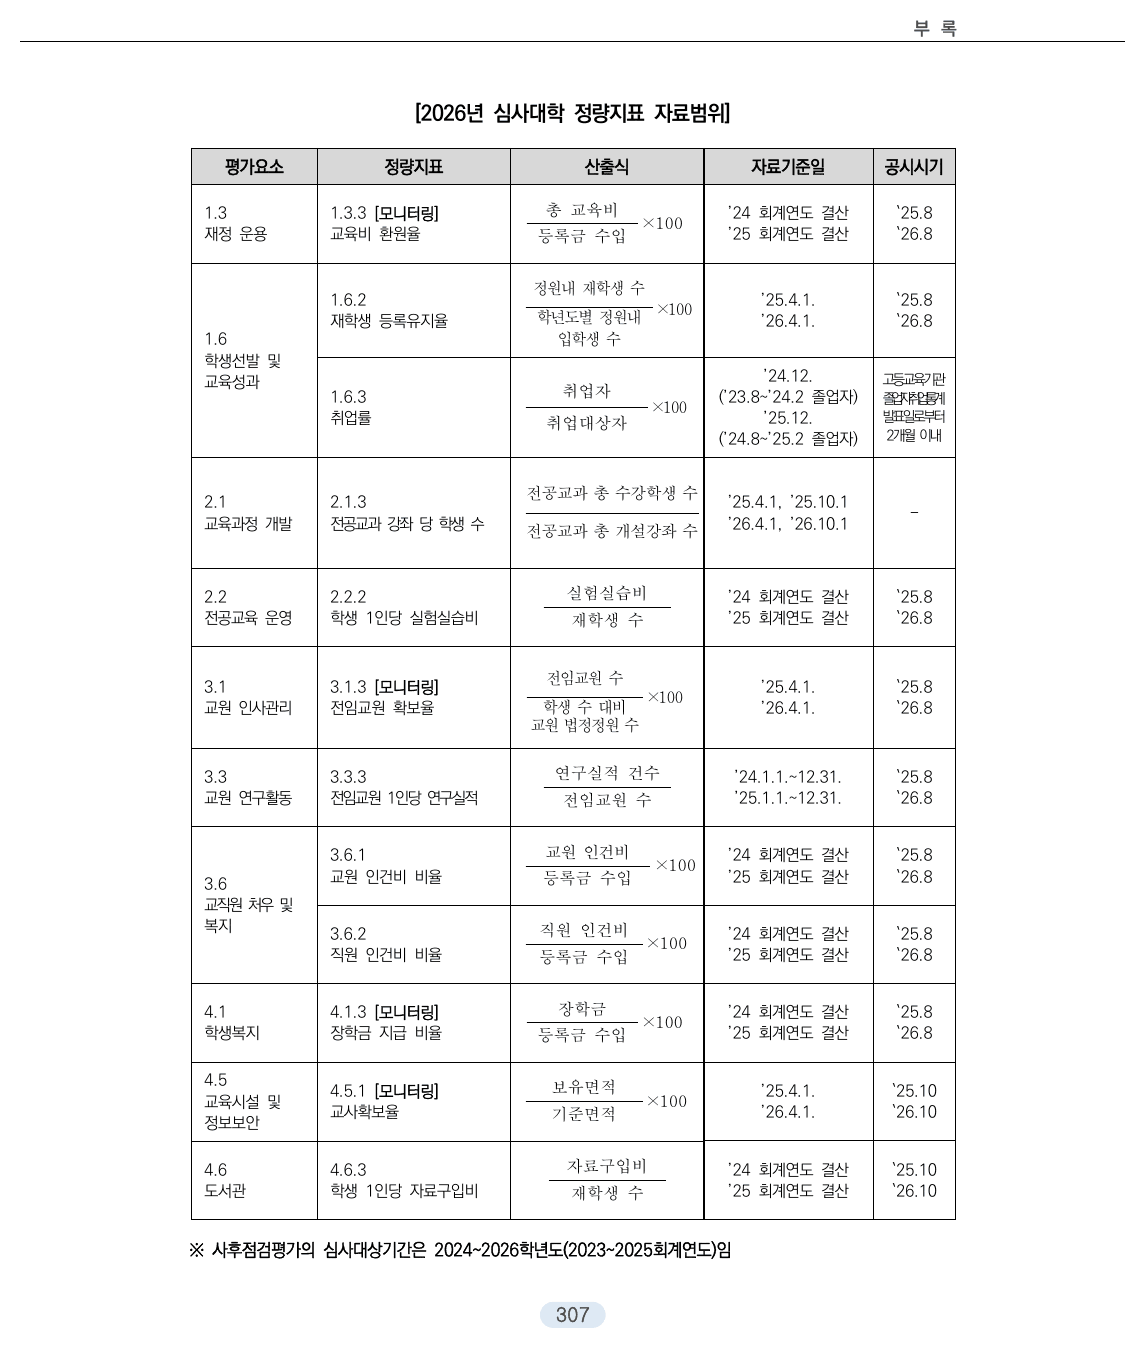 부 록
[2026년 심사대학 정량지표 자료범위]
평가요소 정량지표 산출식 자료기준일 공시시기
1.3
재정 운용
1.3.3 [모니터링]
교육비 환원율
총 교육비
등록금 수입
×100
’24 회계연도 결산
’25 회계연도 결산
‘25.8
‘26.8
1.6
학생선발 및
교육성과
1.6.2
재학생 등록유지율
정원내 재학생 수
학년도별 정원내
입학생 수
×100
’25.4.1.
’26.4.1.
‘25.8
‘26.8
1.6.3
취업률
취업자
취업대상자
×100
’24.12.
(’23.8~’24.2 졸업자)
’25.12.
(’24.8~’25.2 졸업자)
고등교육기관
졸업자취업통계
발표일로부터
2개월 이내
2.1
교육과정 개발
2.1.3
전공교과 강좌 당 학생 수
전공교과 총 수강학생 수
전공교과 총 개설강좌 수
’25.4.1, ’25.10.1
’26.4.1, ’26.10.1
–
2.2
전공교육 운영
2.2.2
학생 1인당 실험실습비
실험실습비
재학생 수
’24 회계연도 결산
’25 회계연도 결산
‘25.8
‘26.8
3.1
교원 인사관리
3.1.3 [모니터링]
전임교원 확보율
전임교원 수
학생 수 대비
교원 법정정원 수
×100
’25.4.1.
’26.4.1.
‘25.8
‘26.8
3.3
교원 연구활동
3.3.3
전임교원 1인당 연구실적
연구실적 건수
전임교원 수
’24.1.1.~12.31.
’25.1.1.~12.31.
‘25.8
‘26.8
3.6
교직원 처우 및
복지
3.6.1
교원 인건비 비율
교원 인건비
등록금 수입
×100
’24 회계연도 결산
’25 회계연도 결산
‘25.8
‘26.8
3.6.2
직원 인건비 비율
직원 인건비
등록금 수입
×100
’24 회계연도 결산
’25 회계연도 결산
‘25.8
‘26.8
4.1
학생복지
4.1.3 [모니터링]
장학금 지급 비율
장학금
등록금 수입
×100
’24 회계연도 결산
’25 회계연도 결산
‘25.8
‘26.8
4.5
교육시설 및
정보보안
4.5.1 [모니터링]
교사확보율
보유면적
기준면적
×100
’25.4.1.
’26.4.1.
‘25.10
‘26.10
4.6
도서관
4.6.3
학생 1인당 자료구입비
자료구입비
재학생 수
’24 회계연도 결산
’25 회계연도 결산
‘25.10
‘26.10
※ 사후점검평가의 심사대상기간은 2024~2026학년도(2023~2025회계연도)임
307